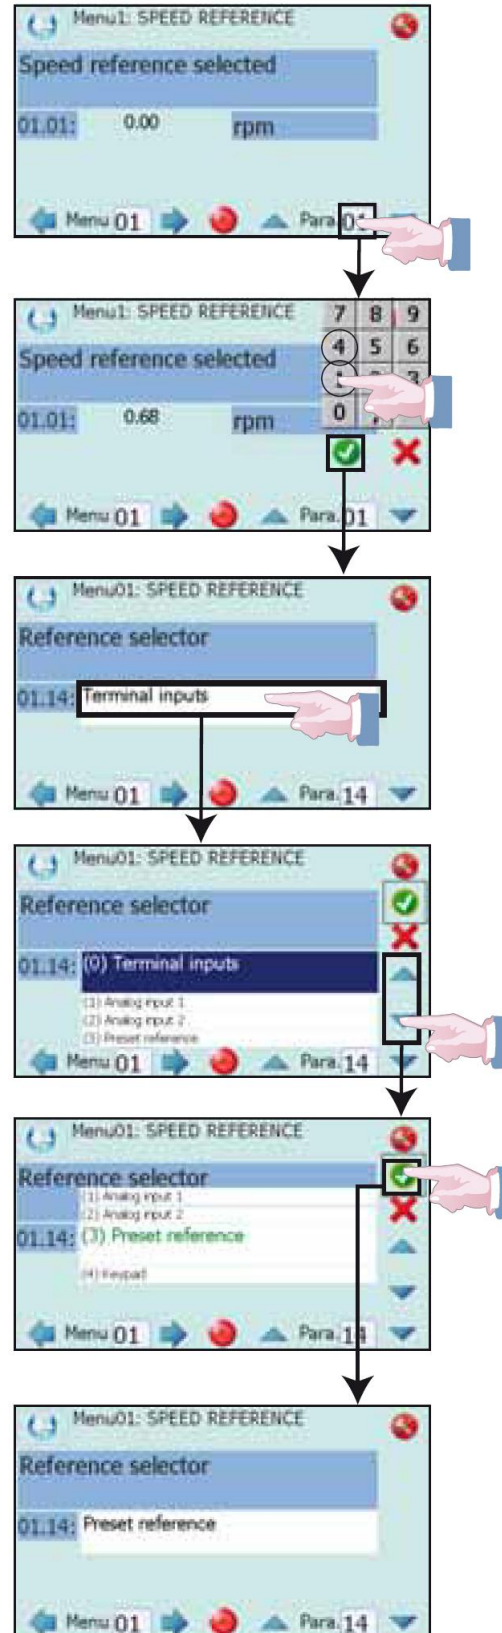 Menu1: SPEED REFERENCE
Speed reference selected
01.01: 0.00 rpm
Menu 01 Para. 01
Menu1: SPEED REFERENCE
7 8 9
Speed reference selected
4 5 6
1 3
01.01: 0.68 rpm
0
Menu 01 Para. 01
Menu01: SPEED REFERENCE
Reference selector
01.14: Terminal inputs
Menu 01 Para. 14
Menu01: SPEED REFERENCE
Reference selector
01.14: (0) Terminal inputs
(1) Analog input 1
(2) Analog input 2
(3) Preset reference
Menu 01 Para. 14
Menu01: SPEED REFERENCE
Reference selector
(1) Analog input 1
(2) Analog input 2
01.14: (3) Preset reference
(4) Keypad
Menu 01 Para. 14
Menu01: SPEED REFERENCE
Reference selector
01.14: Preset reference
Menu 01 Para. 14